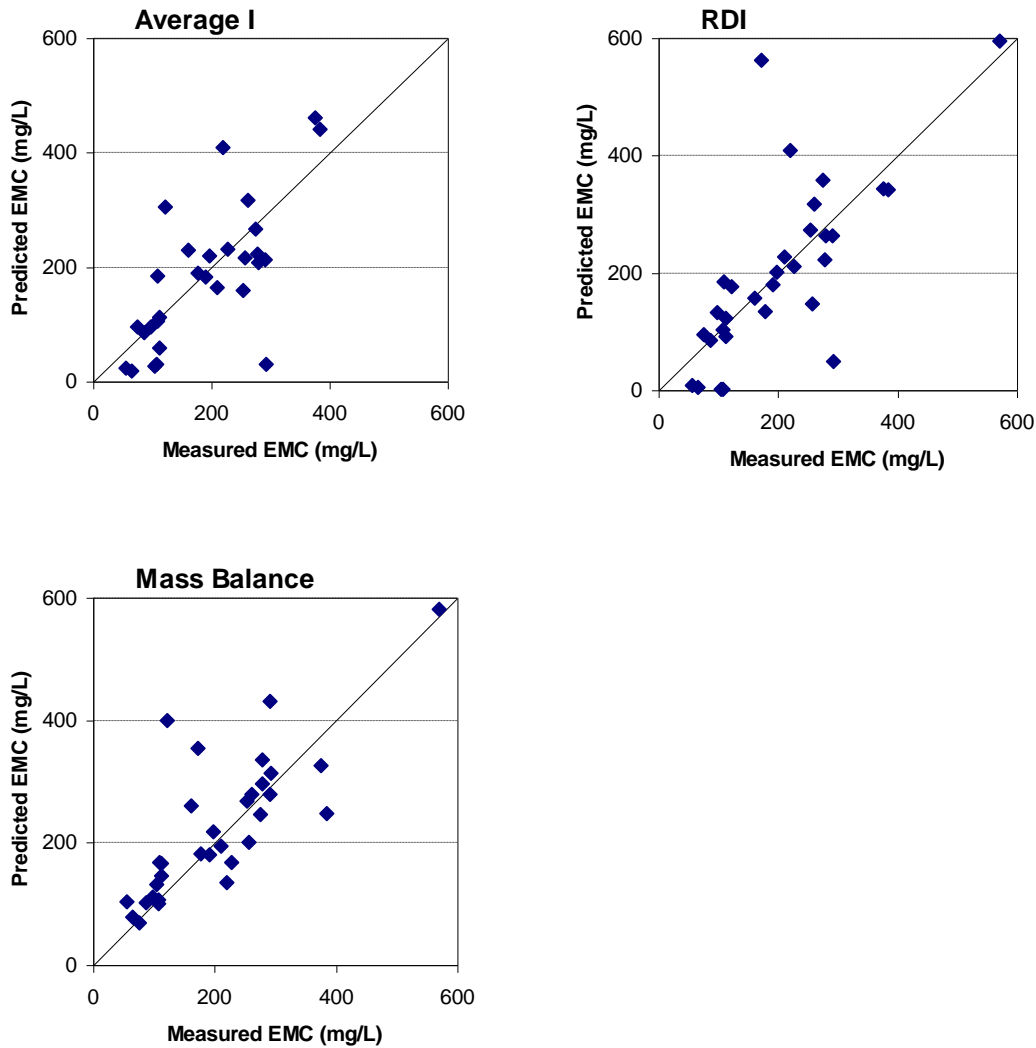 Average I
600
400
200
0
Predicted EMC (mg/L)
0 200 400 600
Measured EMC (mg/L)
RDI
600
400
200
0
Predicted EMC (mg/L)
0 200 400 600
Measured EMC (mg/L)
Mass Balance
600
400
200
0
Predicted EMC (mg/L)
0 200 400 600
Measured EMC (mg/L)